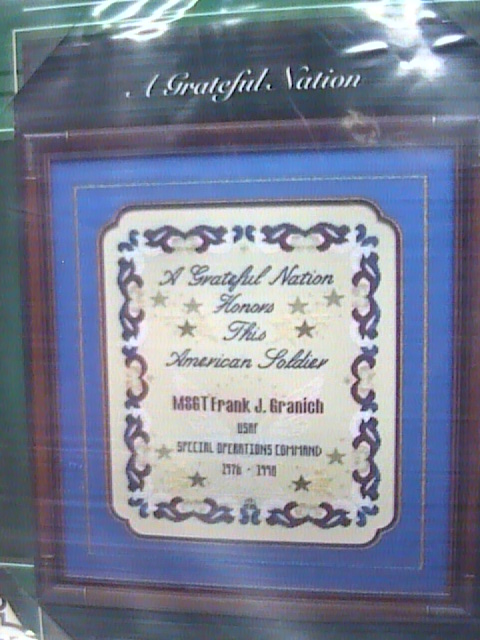 A Grateful Nation
A Grateful Nation
Honors
This
American Soldier
MSGT Frank J. Granich
USAF
SPECIAL OPERATIONS COMMAND
1976 - 1998